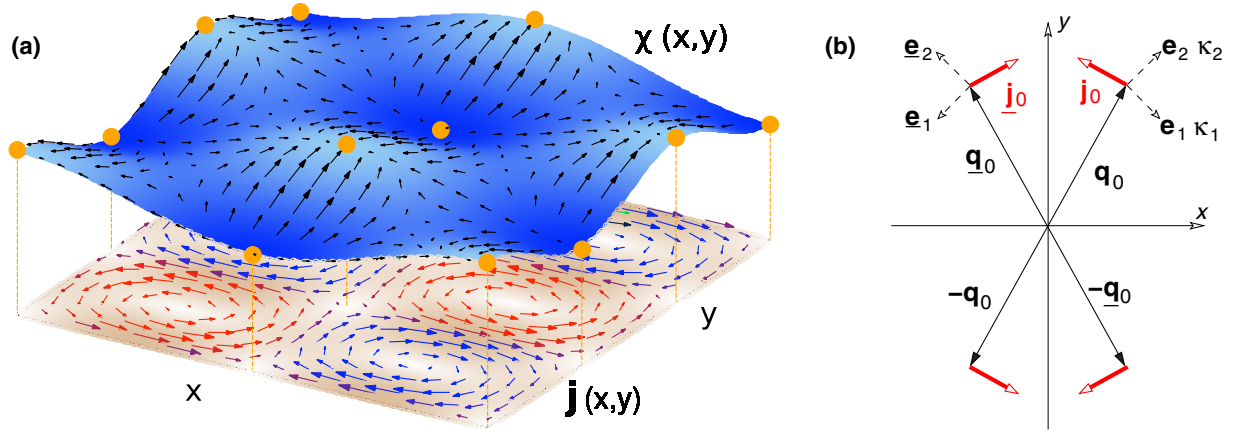 (a)
χ (x,y)
x
y
j (x,y)
(b)
y
x
e₂
e₁
j₀
q₀
j₀
e₂ κ₂
e₁ κ₁
q₀
-q₀
-q₀